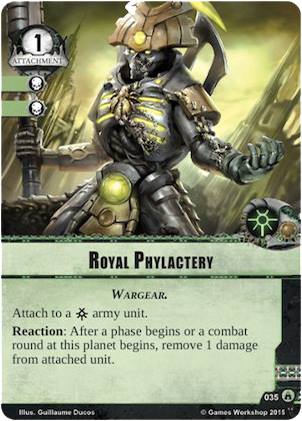 1
ATTACHMENT
ROYAL PHYLACTERY
WARGEAR.
Attach to a army unit.
Reaction: After a phase begins or a combat
round at this planet begins, remove 1 damage
from attached unit.
035
Illus. Guillaume Ducos
© Games Workshop 2015